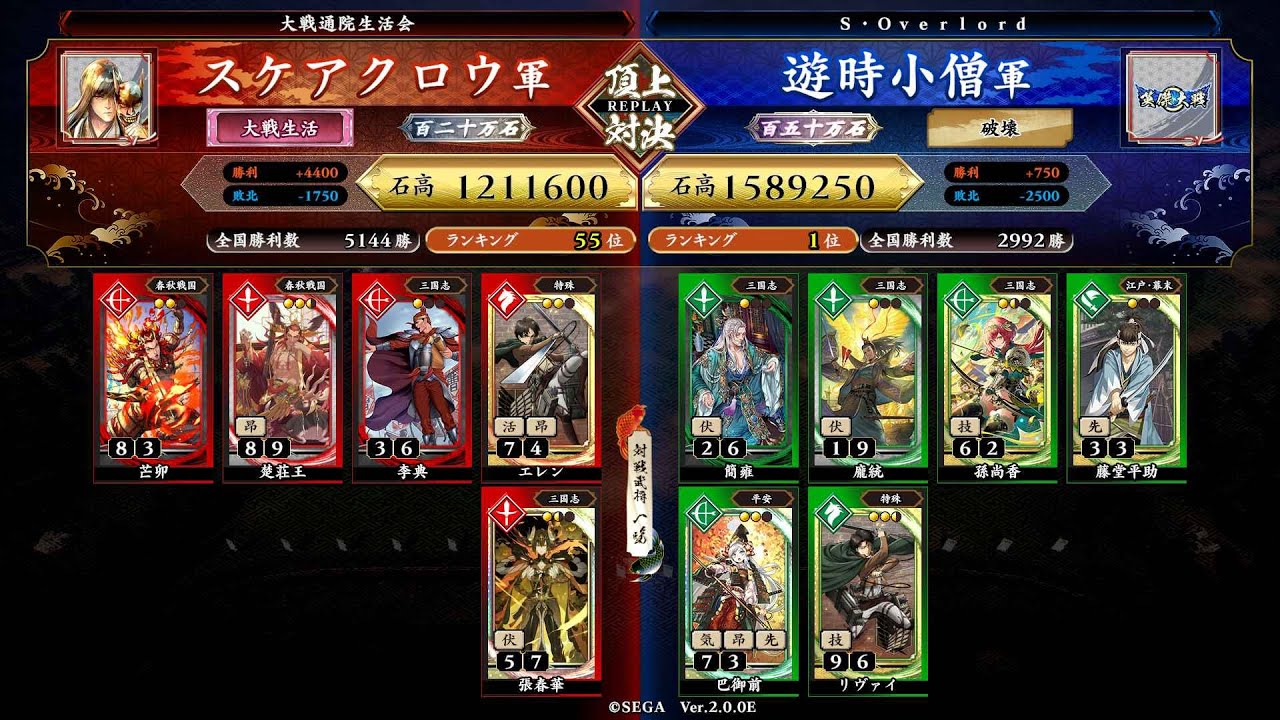 大戦通院生活会
S・Overlord
スケアクロウ軍
頂上
REPLAY
対決
遊時小僧軍
英傑大戦
大戦生活
百二十万石
百五十万石
破壊
勝利 +4400
敗北 -1750
石高 1211600
石高 1589250
勝利 +750
敗北 -2500
全国勝利数 5144勝
ランキング 55位
ランキング 1位
全国勝利数 2992勝
春秋戦国
8 3
芒卯
春秋戦国
昂
8 9
楚荘王
三国志
3 6
李典
特殊
活 昂
7 4
エレン
三国志
伏
5 7
張春華
対戦武将一覧
三国志
伏
2 6
簡雍
三国志
伏
1 9
龐統
三国志
技
6 2
孫尚香
江戸・幕末
先
3 3
藤堂平助
平安
気 昂 先
7 3
巴御前
特殊
技
9 6
リヴァイ
©SEGA Ver.2.0.0E